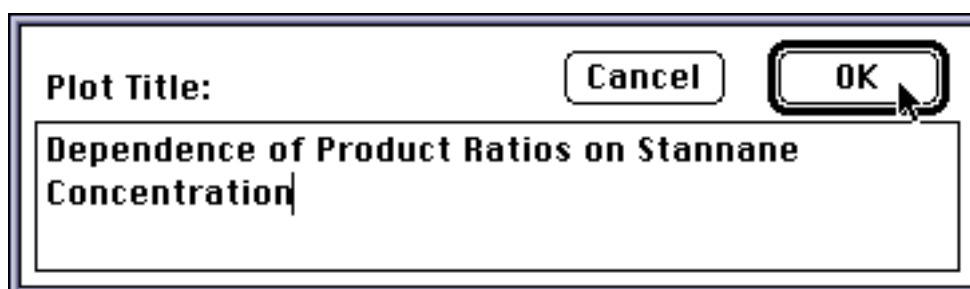 Plot Title:
Cancel
OK
Dependence of Product Ratios on Stannane
Concentration